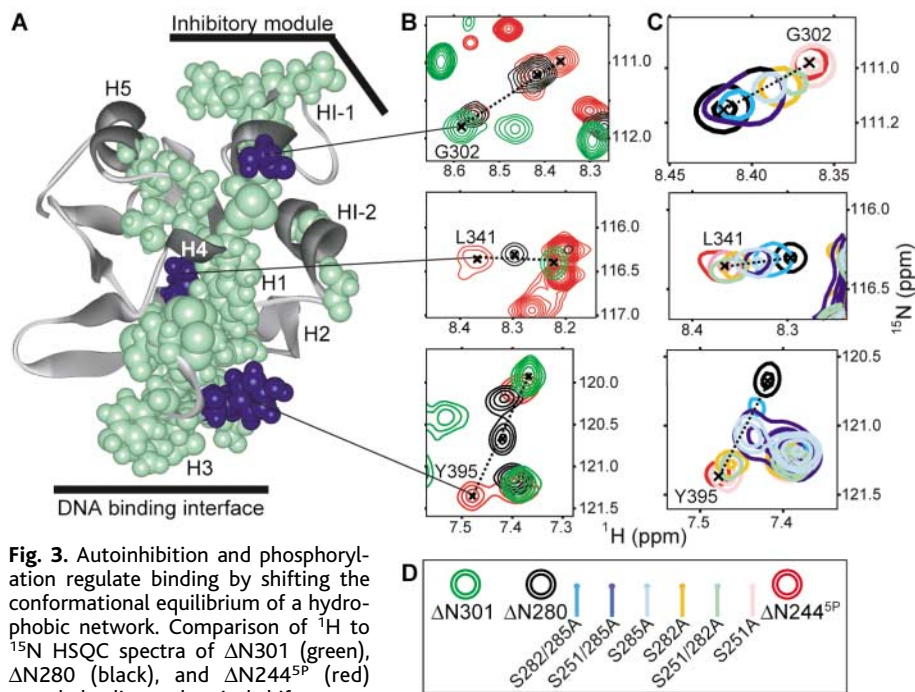 A
Inhibitory module
H5
HI-1
H4
HI-2
H1
H2
H3
DNA binding interface
B
111.0
112.0
G302
8.6 8.5 8.4 8.3
116.0
L341
116.5
117.0
8.4 8.3 8.2
120.0
120.5
Y395
121.0
121.5
7.5 7.4 7.3
¹H (ppm)
C
G302
111.0
111.2
8.45 8.40 8.35
116.0
L341
116.5
8.4 8.3
¹⁵N (ppm)
120.5
121.0
Y395
121.5
7.5 7.4
Fig. 3. Autoinhibition and phosphoryl-
ation regulate binding by shifting the
conformational equilibrium of a hydro-
phobic network. Comparison of ¹H to
¹⁵N HSQC spectra of ΔN301 (green),
ΔN280 (black), and ΔN244⁵ᴾ (red)
D
ΔN301 ΔN280 ΔN244⁵ᴾ
S282/285A S251/285A S285A S282A S251/282A S251A